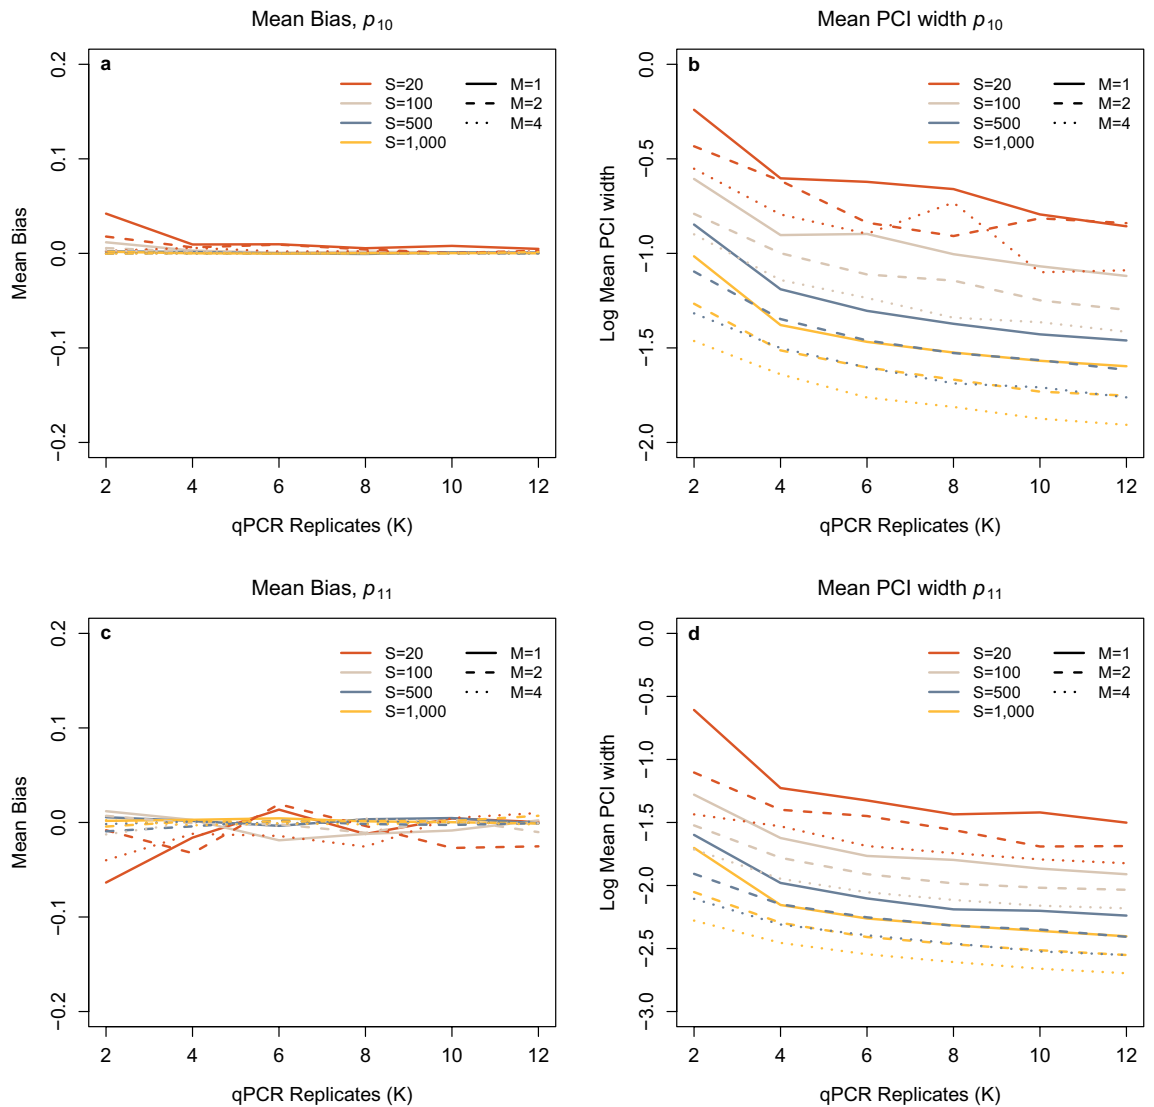 Mean Bias, p10
a
0.2
0.1
0.0
−0.1
−0.2
Mean Bias
S=20
S=100
S=500
S=1,000
M=1
M=2
M=4
2 4 6 8 10 12
qPCR Replicates (K)
Mean PCI width p10
b
0.0
−0.5
−1.0
−1.5
−2.0
Log Mean PCI width
S=20
S=100
S=500
S=1,000
M=1
M=2
M=4
2 4 6 8 10 12
qPCR Replicates (K)
Mean Bias, p11
c
0.2
0.1
0.0
−0.1
−0.2
Mean Bias
S=20
S=100
S=500
S=1,000
M=1
M=2
M=4
2 4 6 8 10 12
qPCR Replicates (K)
Mean PCI width p11
d
0.0
−0.5
−1.0
−1.5
−2.0
−2.5
−3.0
Log Mean PCI width
S=20
S=100
S=500
S=1,000
M=1
M=2
M=4
2 4 6 8 10 12
qPCR Replicates (K)